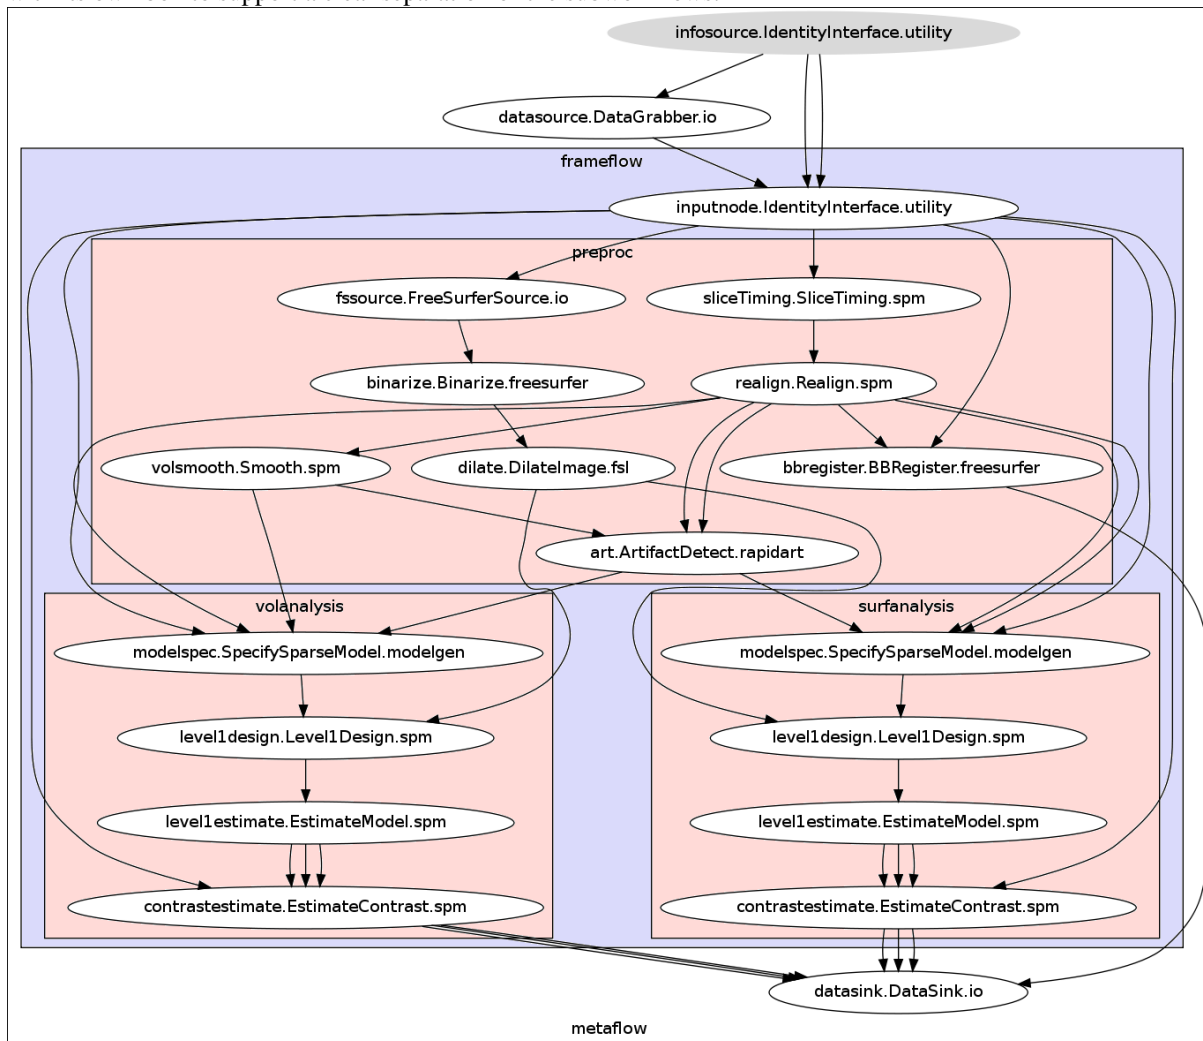 infosource.IdentityInterface.utility
datasource.DataGrabber.io
frameflow
inputnode.IdentityInterface.utility
preproc
fssource.FreeSurferSource.io
sliceTiming.SliceTiming.spm
binarize.Binarize.freesurfer
realign.Realign.spm
volsmooth.Smooth.spm
dilate.DilateImage.fsl
bbregister.BBRegister.freesurfer
art.ArtifactDetect.rapidart
volanalysis
surfanalysis
modelspec.SpecifySparseModel.modelgen
modelspec.SpecifySparseModel.modelgen
level1design.Level1Design.spm
level1design.Level1Design.spm
level1estimate.EstimateModel.spm
level1estimate.EstimateModel.spm
contrastestimate.EstimateContrast.spm
contrastestimate.EstimateContrast.spm
datasink.DataSink.io
metaflow